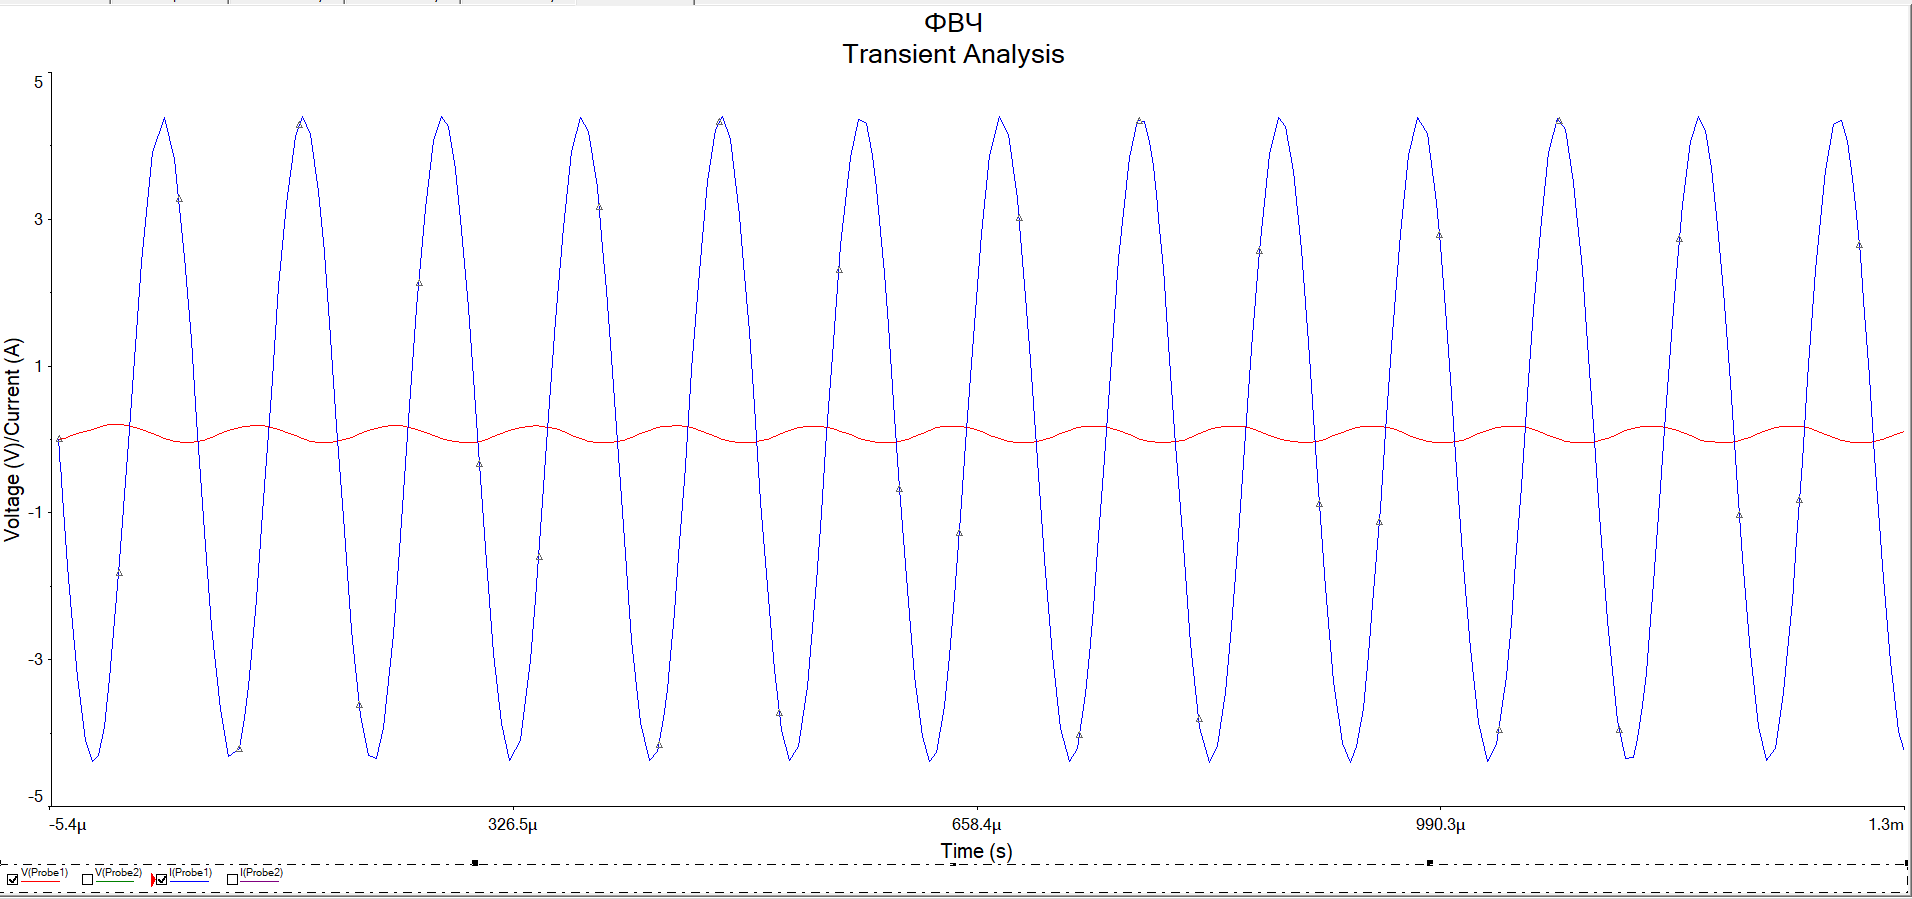 ФВЧ
Transient Analysis
5
3
1
-1
-3
-5
Voltage (V)/Current (A)
-5.4µ 326.5µ 658.4µ 990.3µ 1.3m
Time (s)
V(Probe1) V(Probe2) I(Probe1) I(Probe2)